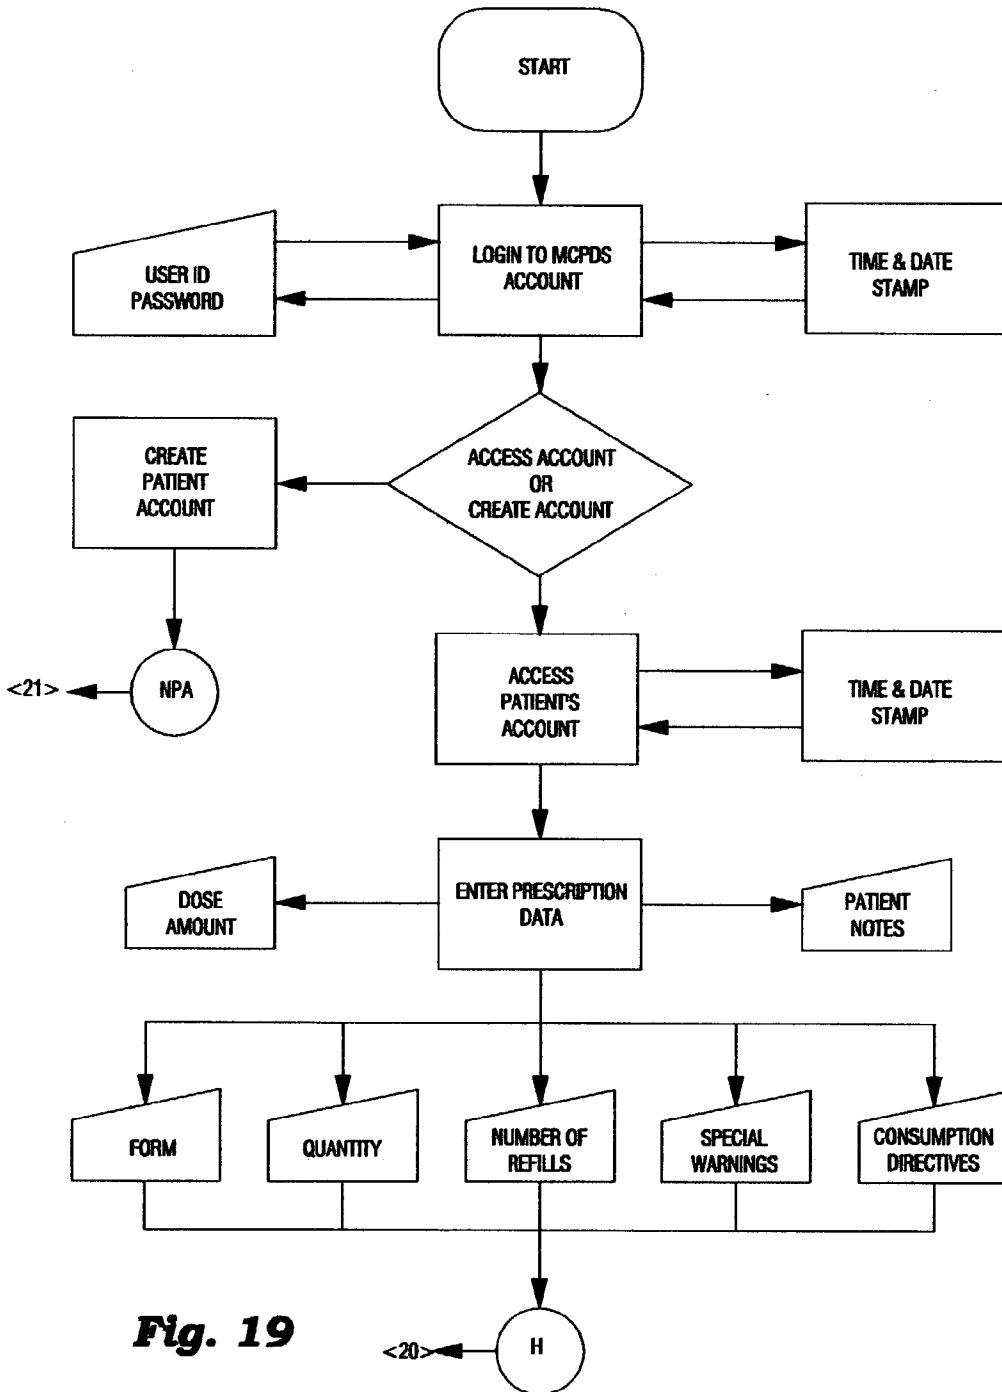 START
USER ID
PASSWORD
LOGIN TO MCPDS
ACCOUNT
TIME & DATE
STAMP
CREATE
PATIENT
ACCOUNT
ACCESS ACCOUNT
OR
CREATE ACCOUNT
<21>
NPA
ACCESS
PATIENT'S
ACCOUNT
TIME & DATE
STAMP
DOSE
AMOUNT
ENTER PRESCRIPTION
DATA
PATIENT
NOTES
FORM
QUANTITY
NUMBER OF
REFILLS
SPECIAL
WARNINGS
CONSUMPTION
DIRECTIVES
Fig. 19
<20>
H